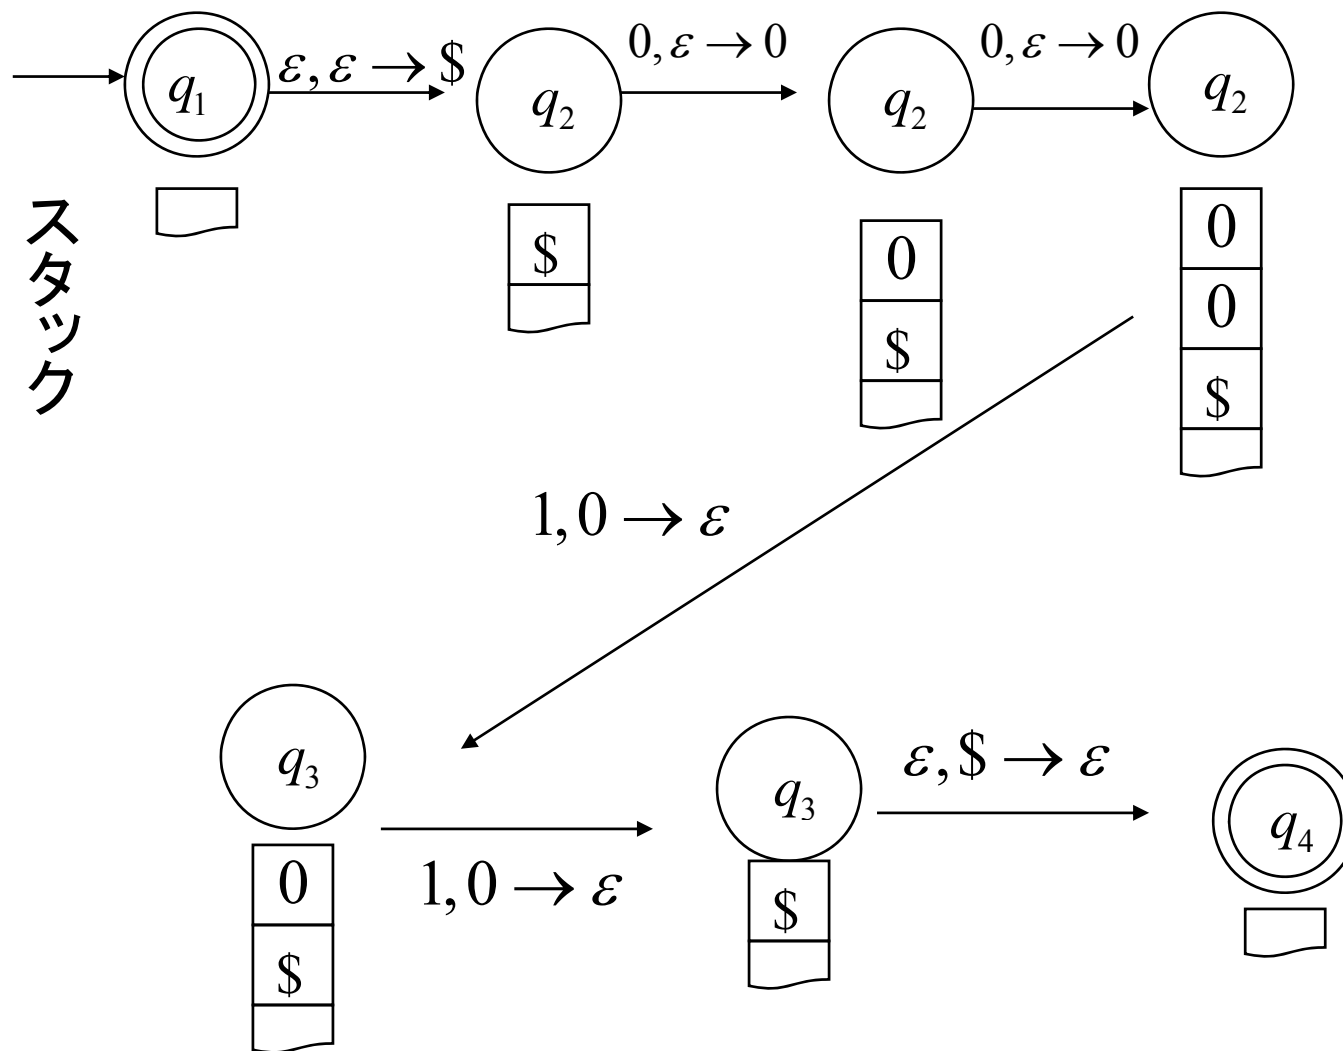 q₁
ε, ε → $
q₂
0, ε → 0
q₂
0, ε → 0
q₂
スタック
$
0
$
0
0
$
1, 0 → ε
q₃
0
$
1, 0 → ε
q₃
$
ε, $ → ε
q₄